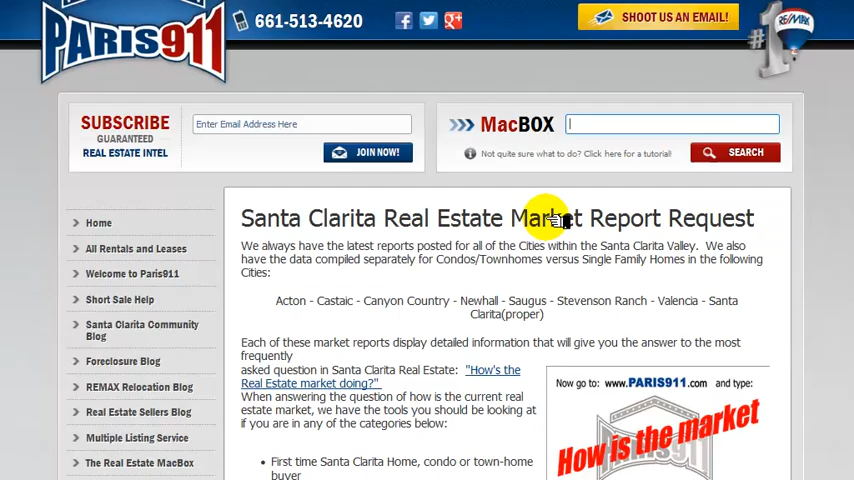 PARIS911
661-513-4620
SHOOT US AN EMAIL!
#1
RE/MAX
SUBSCRIBE
GUARANTEED
REAL ESTATE INTEL
Enter Email Address Here
JOIN NOW!
MacBOX
Not quite sure what to do? Click here for a tutorial!
SEARCH
Home
All Rentals and Leases
Welcome to Paris911
Short Sale Help
Santa Clarita Community
Blog
Foreclosure Blog
REMAX Relocation Blog
Real Estate Sellers Blog
Multiple Listing Service
The Real Estate MacBox
Santa Clarita Real Estate Market Report Request
We always have the latest reports posted for all of the Cities within the Santa Clarita Valley. We also
have the data compiled separately for Condos/Townhomes versus Single Family Homes in the following
Cities:
Acton - Castaic - Canyon Country - Newhall - Saugus - Stevenson Ranch - Valencia - Santa
Clarita(proper)
Each of these market reports display detailed information that will give you the answer to the most
frequently
asked question in Santa Clarita Real Estate: "How's the
Real Estate market doing?"
When answering the question of how is the current real
estate market, we have the tools you should be looking at
if you are in any of the categories below:
• First time Santa Clarita Home, condo or town-home
buyer
Now go to: www.PARIS911.com and type:
How is the market
PARIS911